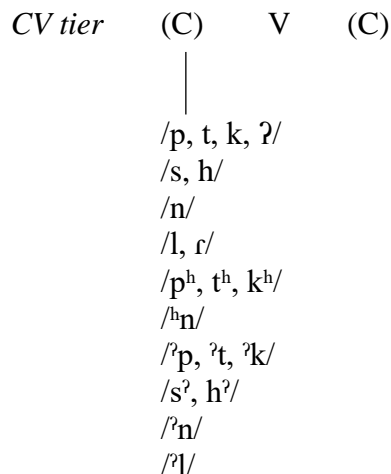 CV tier (C) V (C)
/p, t, k, ʔ/
/s, h/
/n/
/l, ɾ/
/pʰ, tʰ, kʰ/
/ʰn/
/ˀp, ˀt, ˀk/
/sˀ, hˀ/
/ˀn/
/ˀl/